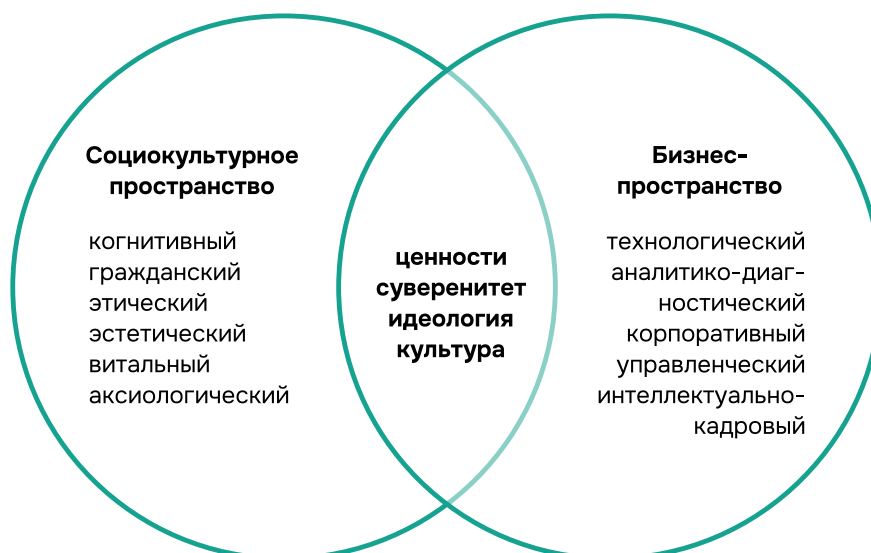 Социокультурное
пространство
когнитивный
гражданский
этический
эстетический
витальный
аксиологический
ценности
суверенитет
идеология
культура
Бизнес-
пространство
технологический
аналитико-диаг-
ностический
корпоративный
управленческий
интеллектуально-
кадровый